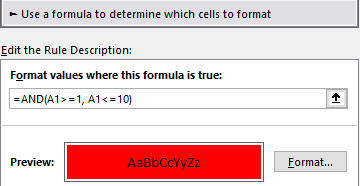 ► Use a formula to determine which cells to format
Edit the Rule Description:
Format values where this formula is true:
=AND(A1>=1, A1<=10)
Preview: AaBbCcYyZz Format...